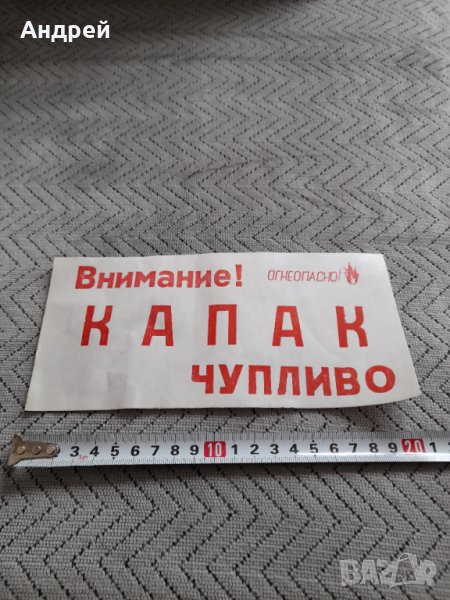 Андрей
Внимание! ОГНЕОПАСНО!
КАПАК
ЧУПЛИВО
3 4 5 6 7 8 9 10 1 2 3 4 5 6 7 8 9 20 1
BAZAR